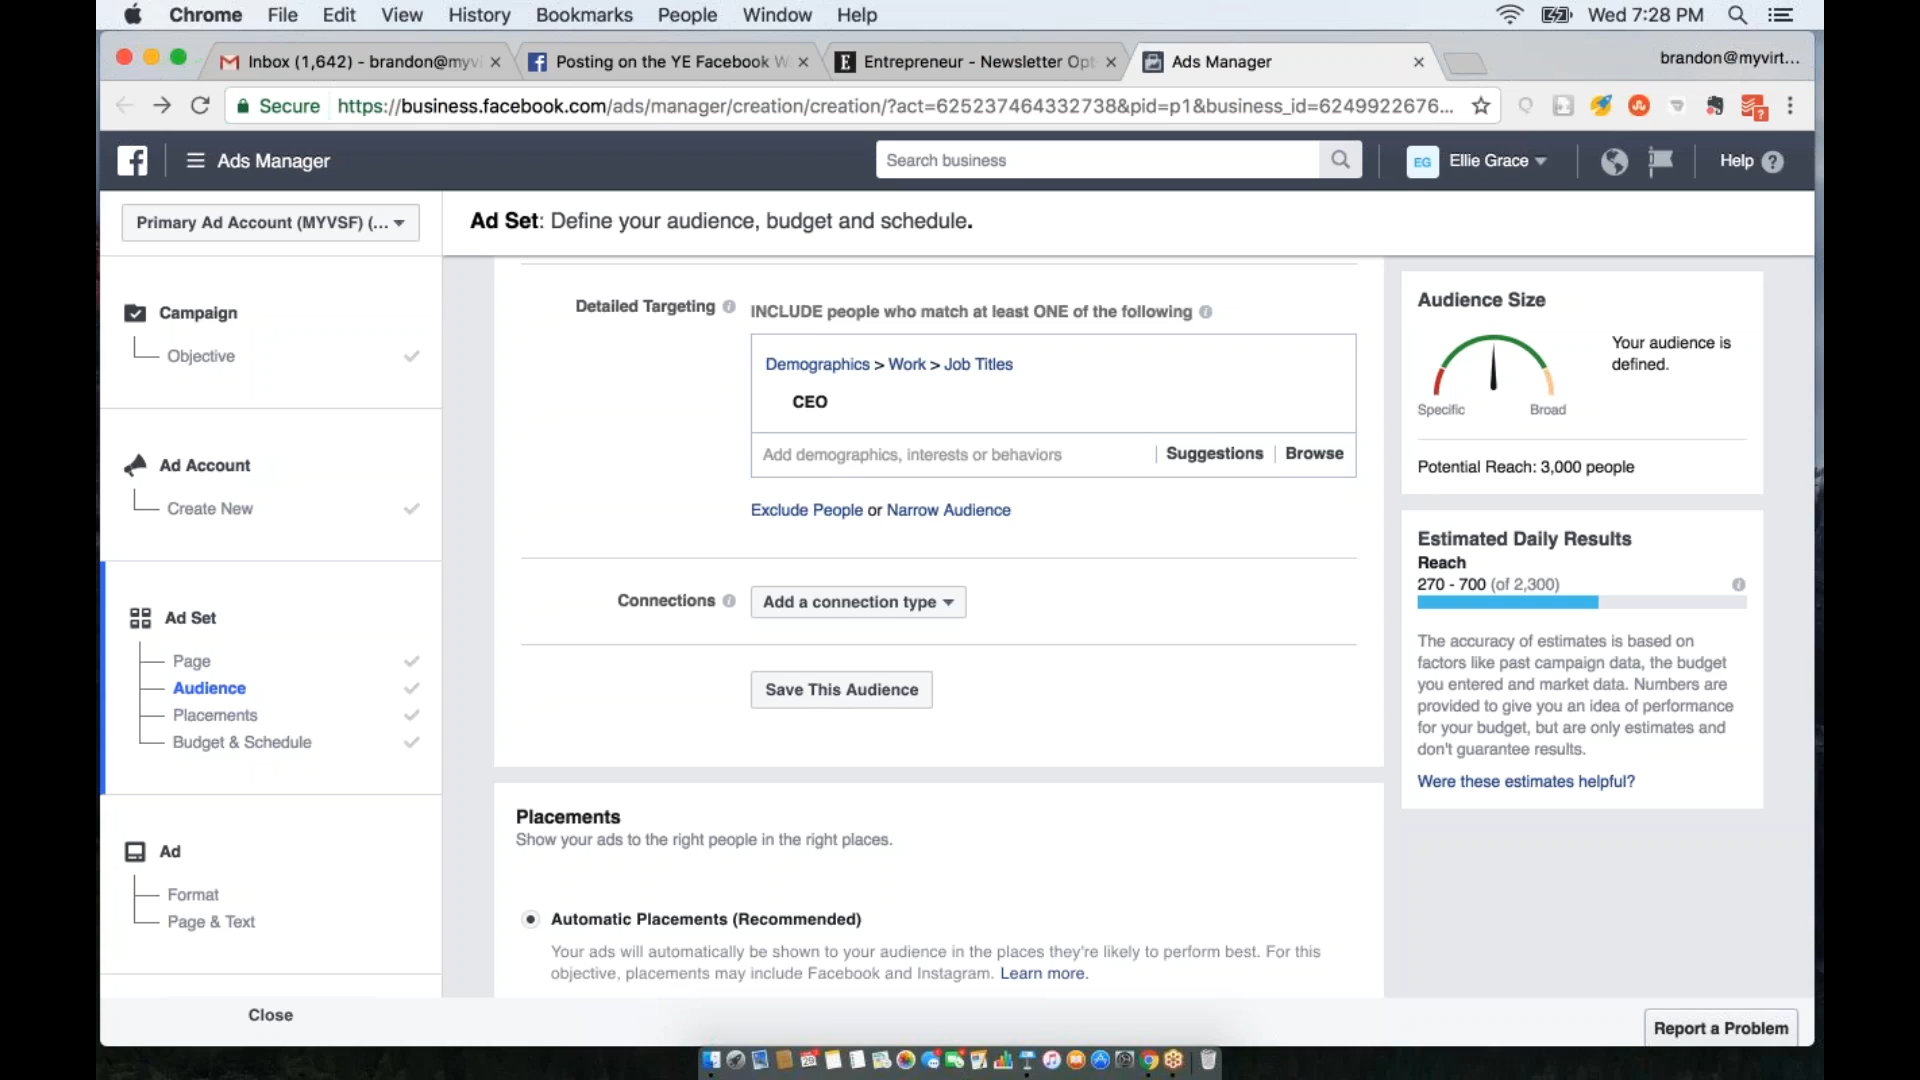 Chrome File Edit View History Bookmarks People Window Help Wed 7:28 PM
Inbox (1,642) - brandon@myvi Posting on the YE Facebook W Entrepreneur - Newsletter Opt Ads Manager brandon@myvirt...
Secure https://business.facebook.com/ads/manager/creation/creation/?act=625237464332738&pid=p1&business_id=6249922676...
Ads Manager Search business EG Ellie Grace Help ?
Primary Ad Account (MYVSF) (...
Ad Set: Define your audience, budget and schedule.
Campaign
Objective
Ad Account
Create New
Ad Set
Page
Audience
Placements
Budget & Schedule
Ad
Format
Page & Text
Close
Detailed Targeting
INCLUDE people who match at least ONE of the following
Demographics > Work > Job Titles
CEO
Add demographics, interests or behaviors Suggestions Browse
Exclude People or Narrow Audience
Connections Add a connection type
Save This Audience
Placements
Show your ads to the right people in the right places.
Automatic Placements (Recommended)
Your ads will automatically be shown to your audience in the places they're likely to perform best. For this
objective, placements may include Facebook and Instagram. Learn more.
Audience Size
Your audience is
defined.
Specific Broad
Potential Reach: 3,000 people
Estimated Daily Results
Reach
270 - 700 (of 2,300)
The accuracy of estimates is based on
factors like past campaign data, the budget
you entered and market data. Numbers are
provided to give you an idea of performance
for your budget, but are only estimates and
don't guarantee results.
Were these estimates helpful?
Report a Problem